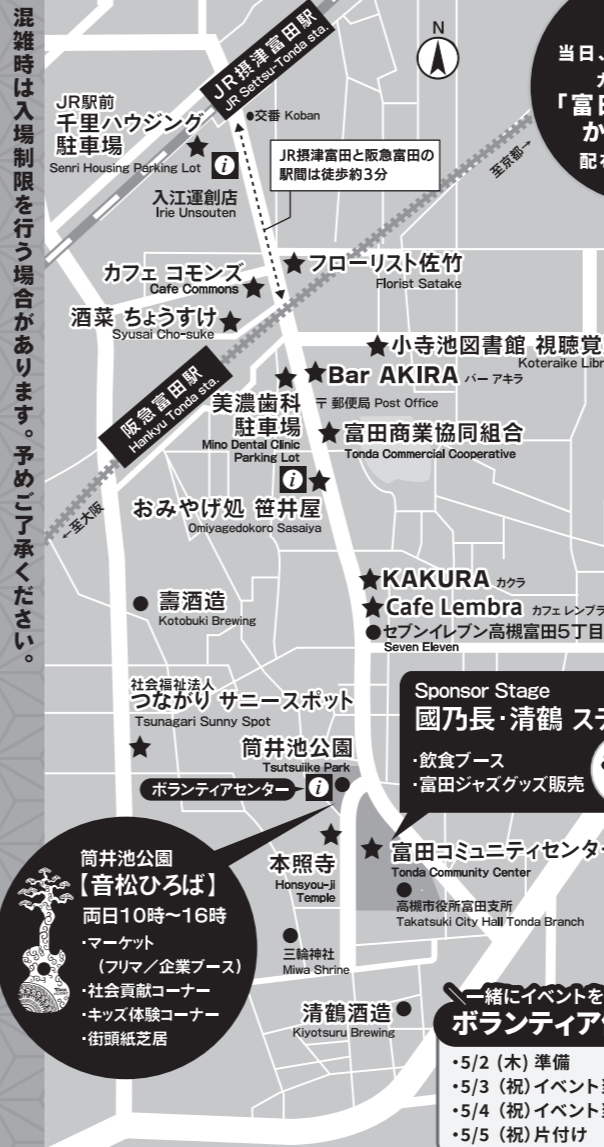 混雑時は入場制限を行う場合があります。予めご了承ください。
JR摂津富田駅
JR Settsu-Tonda sta.
N
当日、
「富田
か
配
JR駅前
千里ハウジング
駐車場
Senri Housing Parking Lot
i
●交番 Koban
JR摂津富田と阪急富田の
駅間は徒歩約3分
至京都→
入江運創店
Irie Unsouten
カフェ コモンズ★
Cafe Commons
★フローリスト佐竹
Florist Satake
酒菜 ちょうすけ★
Syusai Cho-suke
★小寺池図書館 視聴覚
Koteraike Libr
阪急富田駅
Hankyu Tonda sta.
★Bar AKIRA バー アキラ
美濃歯科
駐車場
Mino Dental Clinic
Parking Lot
〒 郵便局 Post Office
★富田商業協同組合
Tonda Commercial Cooperative
i
おみやげ処 笹井屋
Omiyagedokoro Sasaiya
←至大阪
★KAKURA カクラ
★Cafe Lembra カフェ レンブラ
●セブンイレブン高槻富田5丁目
Seven Eleven
● 壽酒造
Kotobuki Brewing
社会福祉法人
つながり サニースポット
Tsunagari Sunny Spot
Sponsor Stage
國乃長・清鶴 ステ
・飲食ブース
・富田ジャズグッズ販売
筒井池公園
Tsutsuiike Park
ボランティアセンター
i
本照寺
Honsyou-ji
Temple
★ 富田コミュニティセンター
Tonda Community Center
高槻市役所富田支所
Takatsuki City Hall Tonda Branch
筒井池公園
【音松ひろば】
両日10時〜16時
・マーケット
(フリマ／企業ブース)
・社会貢献コーナー
・キッズ体験コーナー
・街頭紙芝居
三輪神社
Miwa Shrine
清鶴酒造
Kiyotsuru Brewing
一緒にイベントを
ボランティア
・5/2 (木) 準備
・5/3 (祝) イベント
・5/4 (祝) イベント
・5/5 (祝) 片付け